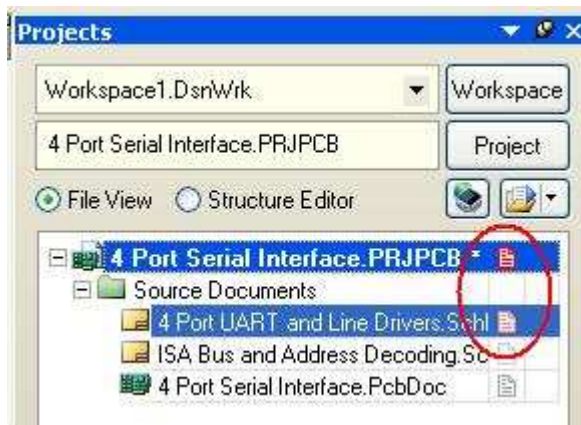 Projects
Workspace1.DsnWrk
Workspace
4 Port Serial Interface.PRJPCB
Project
File View
Structure Editor
4 Port Serial Interface.PRJPCB *
Source Documents
4 Port UART and Line Drivers.Schl
ISA Bus and Address Decoding.Sc
4 Port Serial Interface.PcbDoc